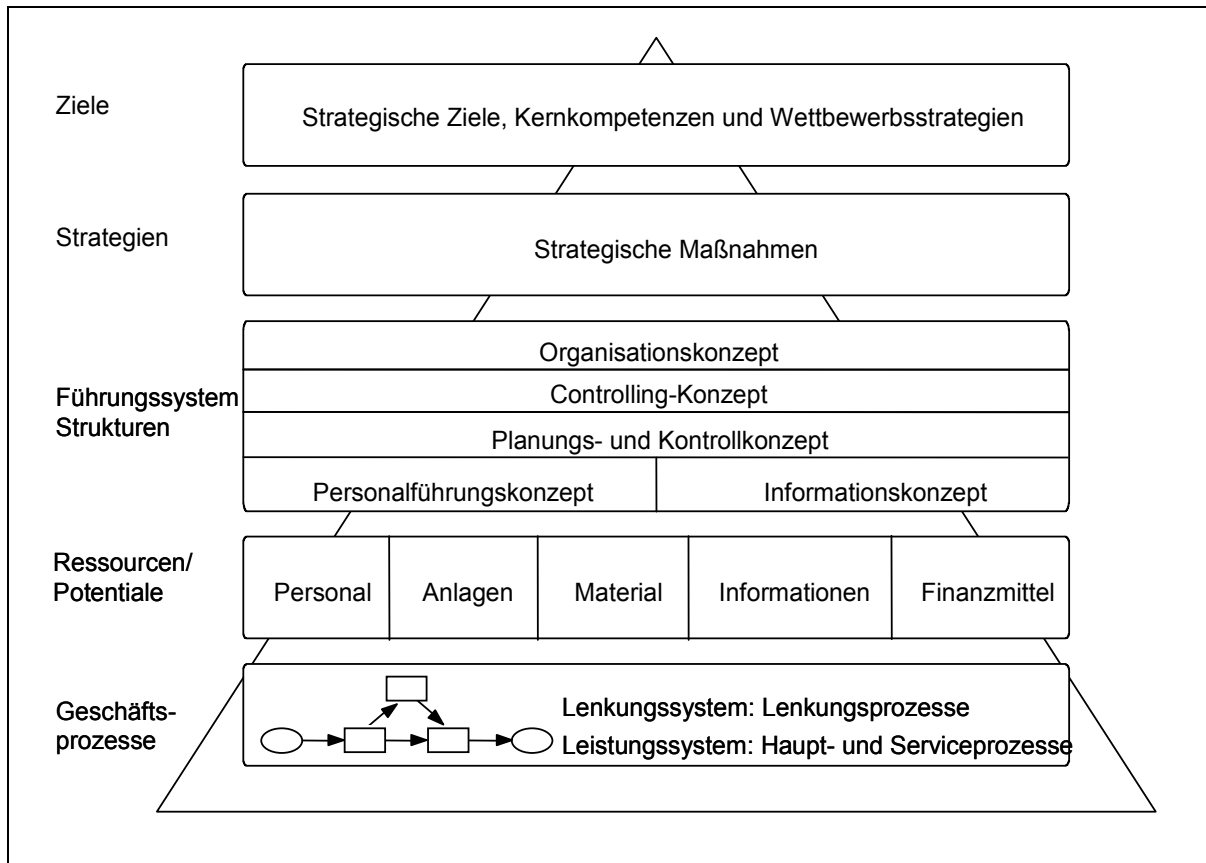 Ziele
Strategische Ziele, Kernkompetenzen und Wettbewerbsstrategien
Strategien
Strategische Maßnahmen
Führungssystem
Strukturen
Organisationskonzept
Controlling-Konzept
Planungs- und Kontrollkonzept
Personalführungskonzept
Informationskonzept
Ressourcen/
Potentiale
Personal
Anlagen
Material
Informationen
Finanzmittel
Geschäfts-
prozesse
Lenkungssystem: Lenkungsprozesse
Leistungssystem: Haupt- und Serviceprozesse